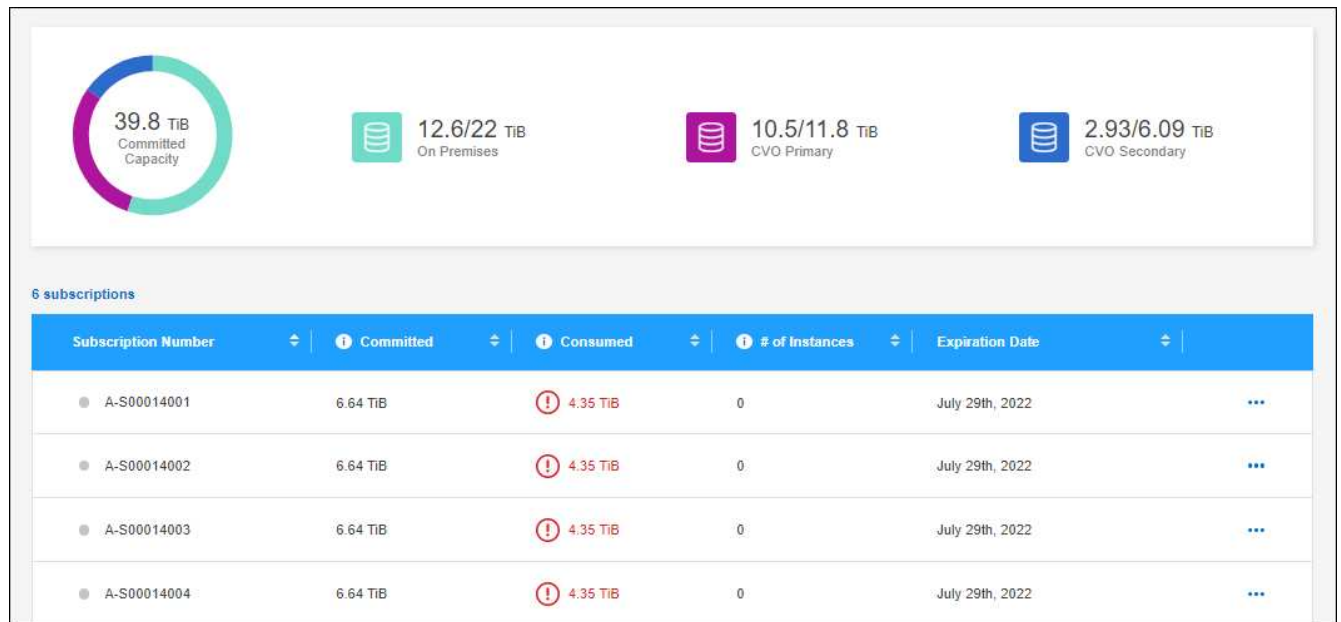 39.8 TiB
Committed
Capacity
12.6/22 TiB
On Premises
10.5/11.8 TiB
CVO Primary
2.93/6.09 TiB
CVO Secondary
6 subscriptions
Subscription Number Committed Consumed # of Instances Expiration Date
A-S00014001 6.64 TiB 4.35 TiB 0 July 29th, 2022
A-S00014002 6.64 TiB 4.35 TiB 0 July 29th, 2022
A-S00014003 6.64 TiB 4.35 TiB 0 July 29th, 2022
A-S00014004 6.64 TiB 4.35 TiB 0 July 29th, 2022